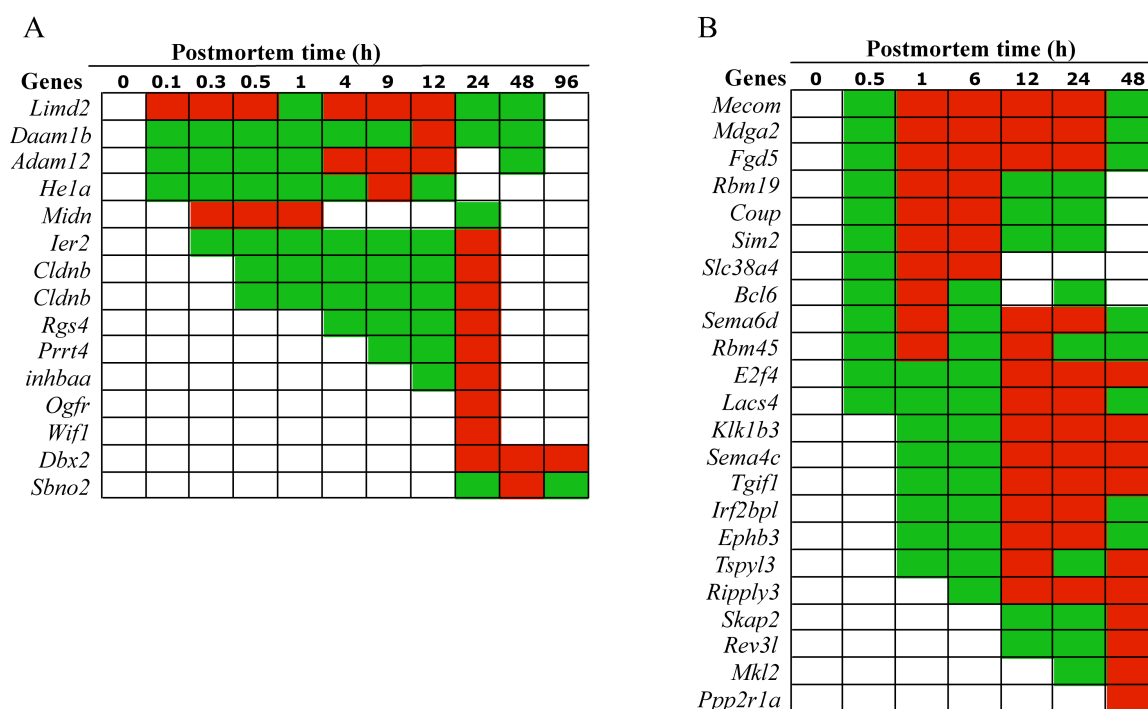 A
Postmortem time (h)
Genes 0 0.1 0.3 0.5 1 4 9 12 24 48 96
Limd2
Daam1b
Adam12
He1a
Midn
Ier2
Cldnb
Cldnb
Rgs4
Prrt4
inhbaa
Ogfr
Wif1
Dbx2
Sbno2
B
Postmortem time (h)
Genes 0 0.5 1 6 12 24 48
Mecom
Mdga2
Fgd5
Rbm19
Coup
Sim2
Slc38a4
Bcl6
Sema6d
Rbm45
E2f4
Lacs4
Klk1b3
Sema4c
Tgif1
Irf2bpl
Ephb3
Tspyl3
Ripply3
Skap2
Rev3l
Mkl2
Ppp2r1a